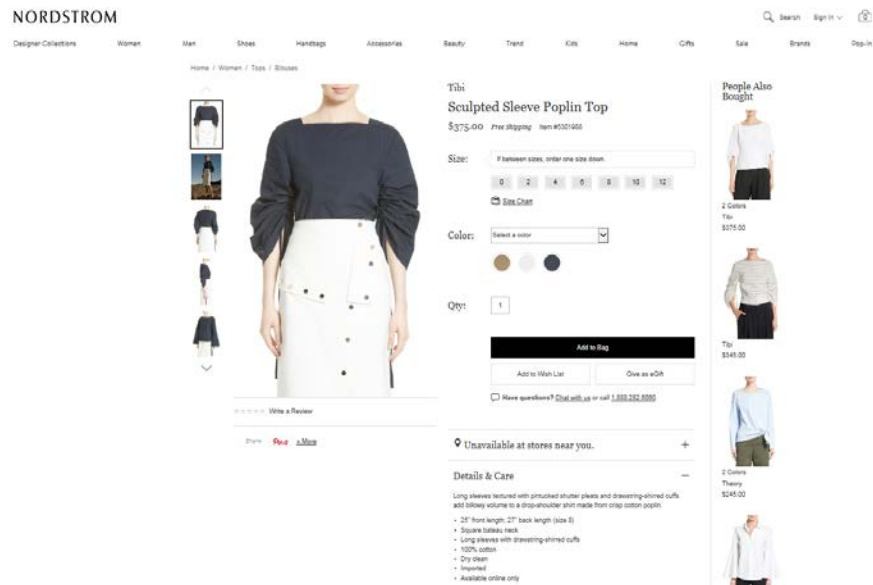 NORDSTROM
Search Sign In 0
Designer Collections Women Men Shoes Handbags Accessories Beauty Trend Kids Home Gifts Sale Brands Pop-In
Home / Women / Tops / Blouses
Tibi
Sculpted Sleeve Poplin Top
$375.00 Free Shipping Item #5301986
Size: If between sizes, order one size down.
0 2 4 6 8 10 12
Size Chart
Color: Select a color
Qty: 1
Add to Bag
Add to Wish List Give as eGift
Have questions? Chat with us or call 1.888.282.6060
Write a Review
Share Pin it + More
Unavailable at stores near you. +
Details & Care −
Long sleeves textured with pintucked shutter pleats and drawstring-shirred cuffs
add billowy volume to a drop-shoulder shirt made from crisp cotton poplin.
• 25" front length; 27" back length (size 8)
• Square bateau neck
• Long sleeves with drawstring-shirred cuffs
• 100% cotton
• Dry clean
• Imported
• Available online only
People Also
Bought
2 Colors
Tibi
$375.00
Tibi
$345.00
2 Colors
Theory
$245.00